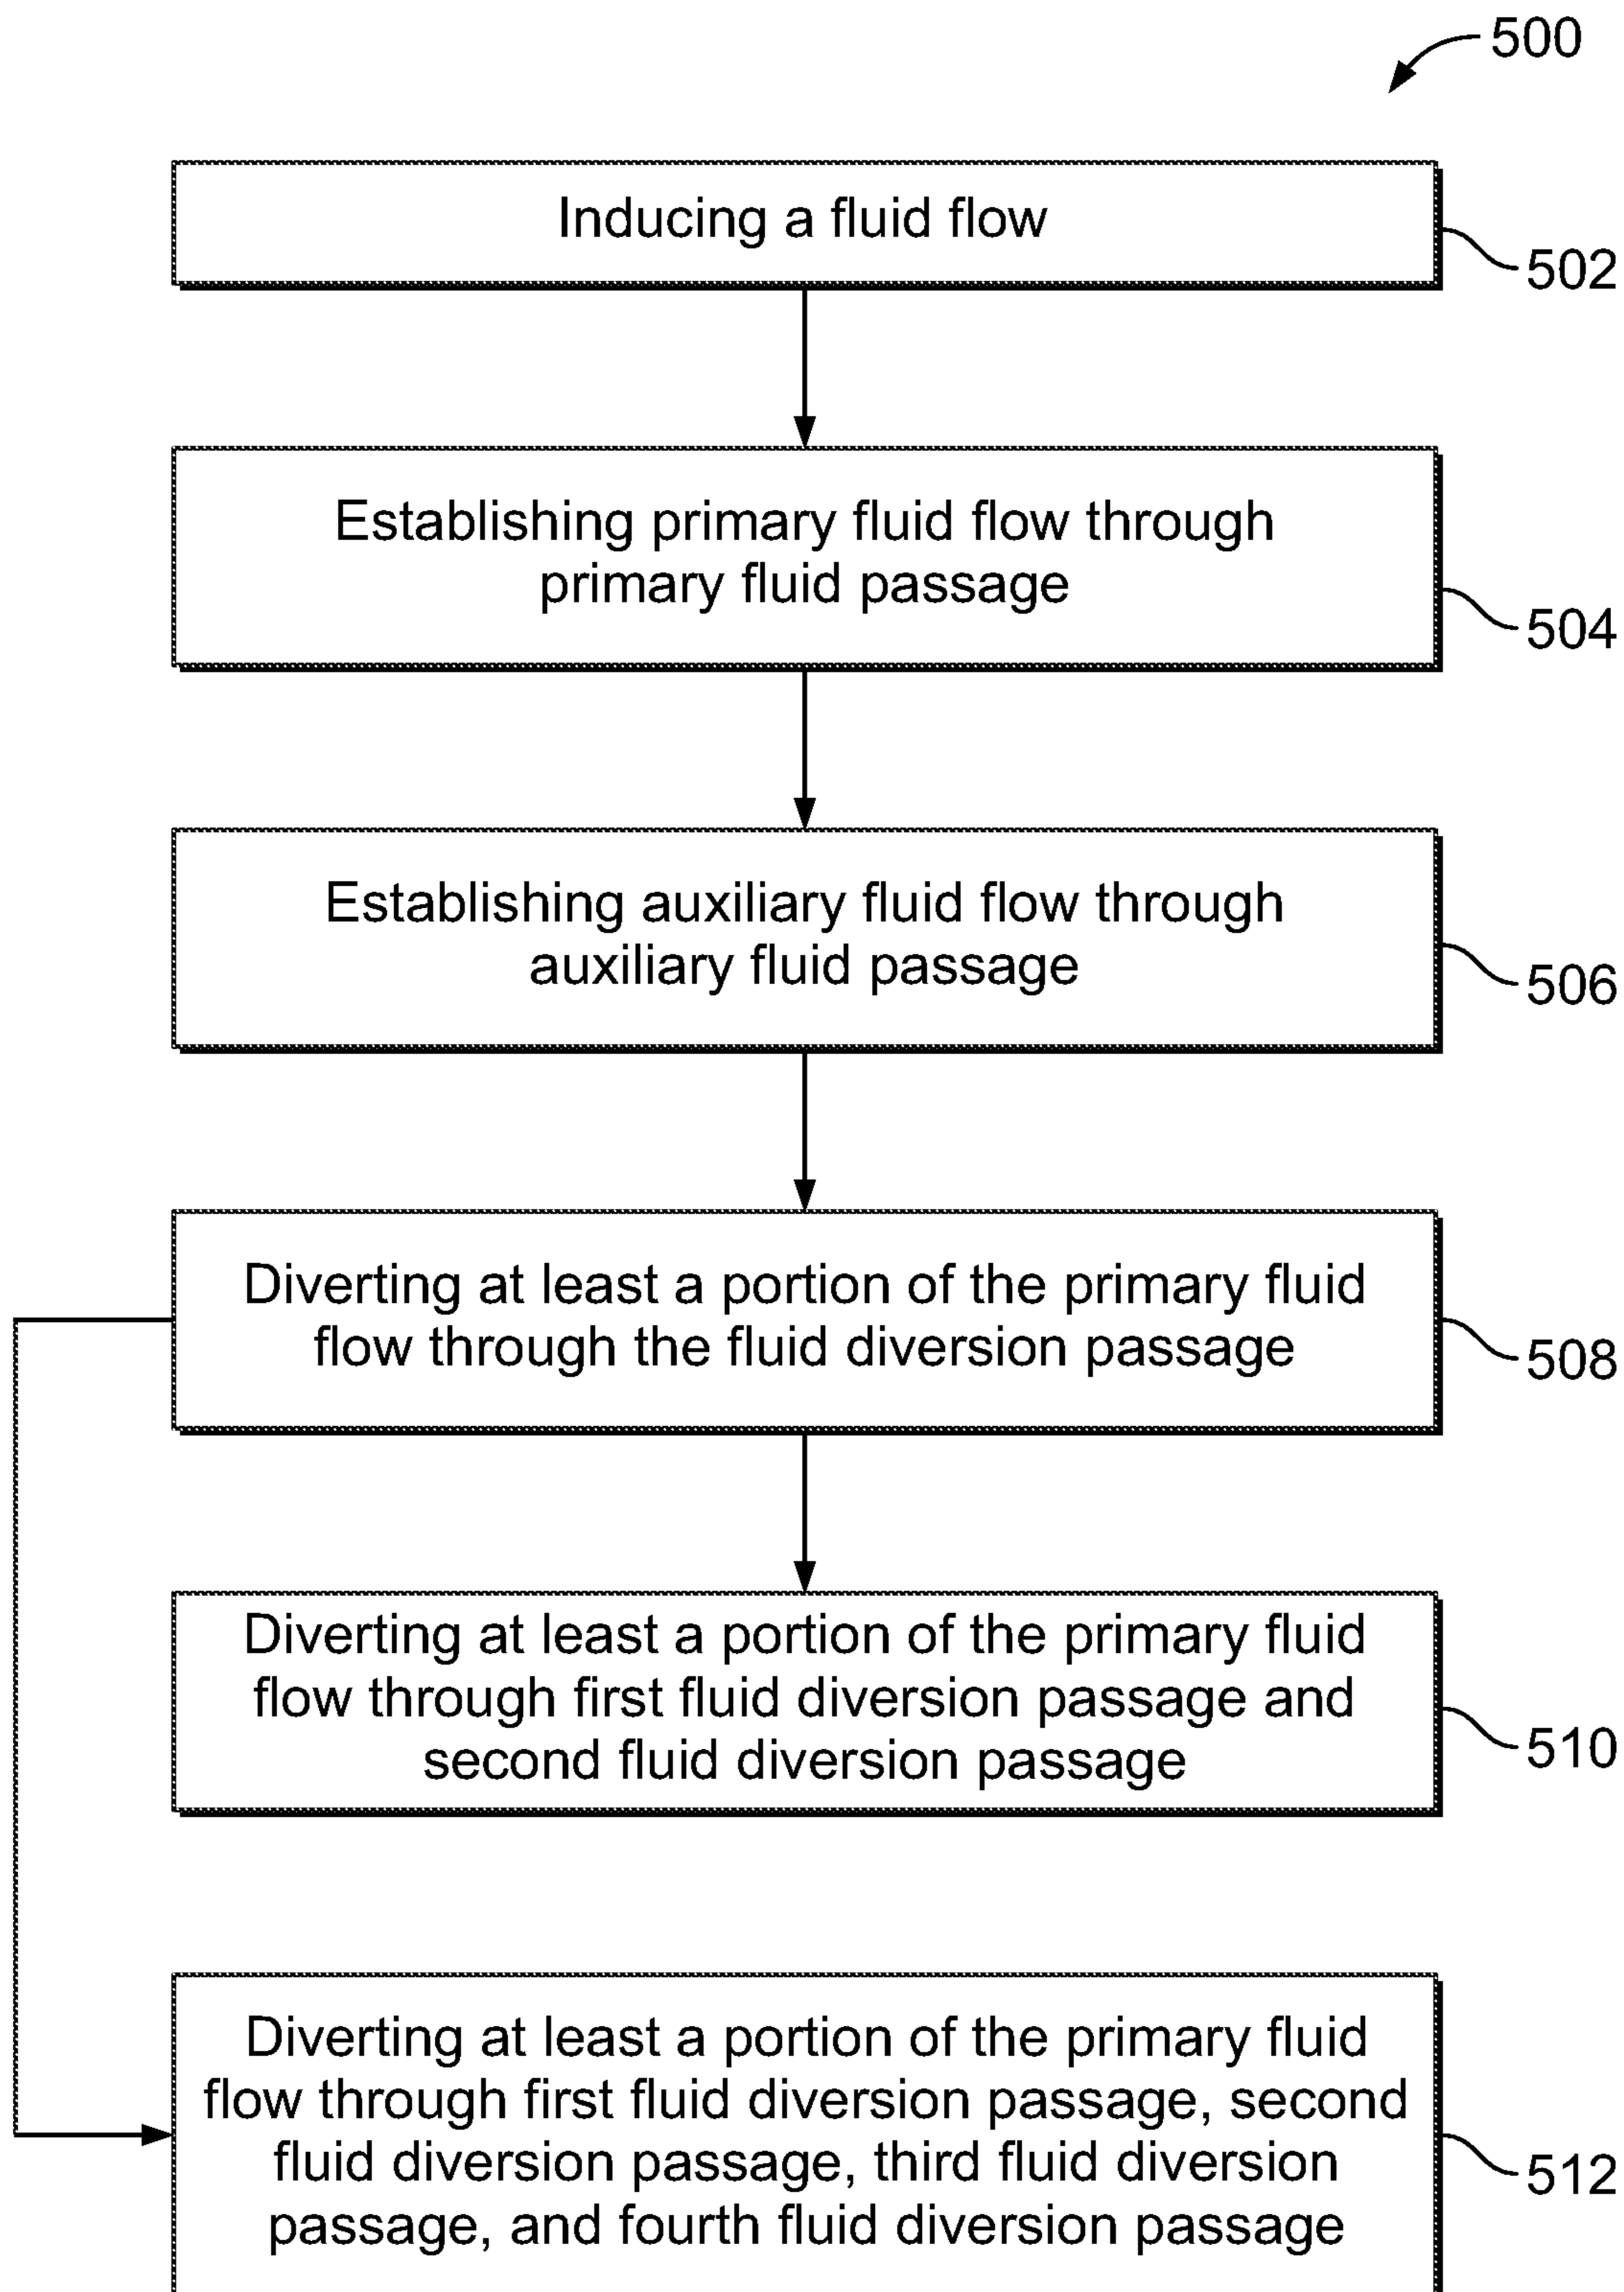 500
Inducing a fluid flow
502
Establishing primary fluid flow through
primary fluid passage
504
Establishing auxiliary fluid flow through
auxiliary fluid passage
506
Diverting at least a portion of the primary fluid
flow through the fluid diversion passage
508
Diverting at least a portion of the primary fluid
flow through first fluid diversion passage and
second fluid diversion passage
510
Diverting at least a portion of the primary fluid
flow through first fluid diversion passage, second
fluid diversion passage, third fluid diversion
passage, and fourth fluid diversion passage
512